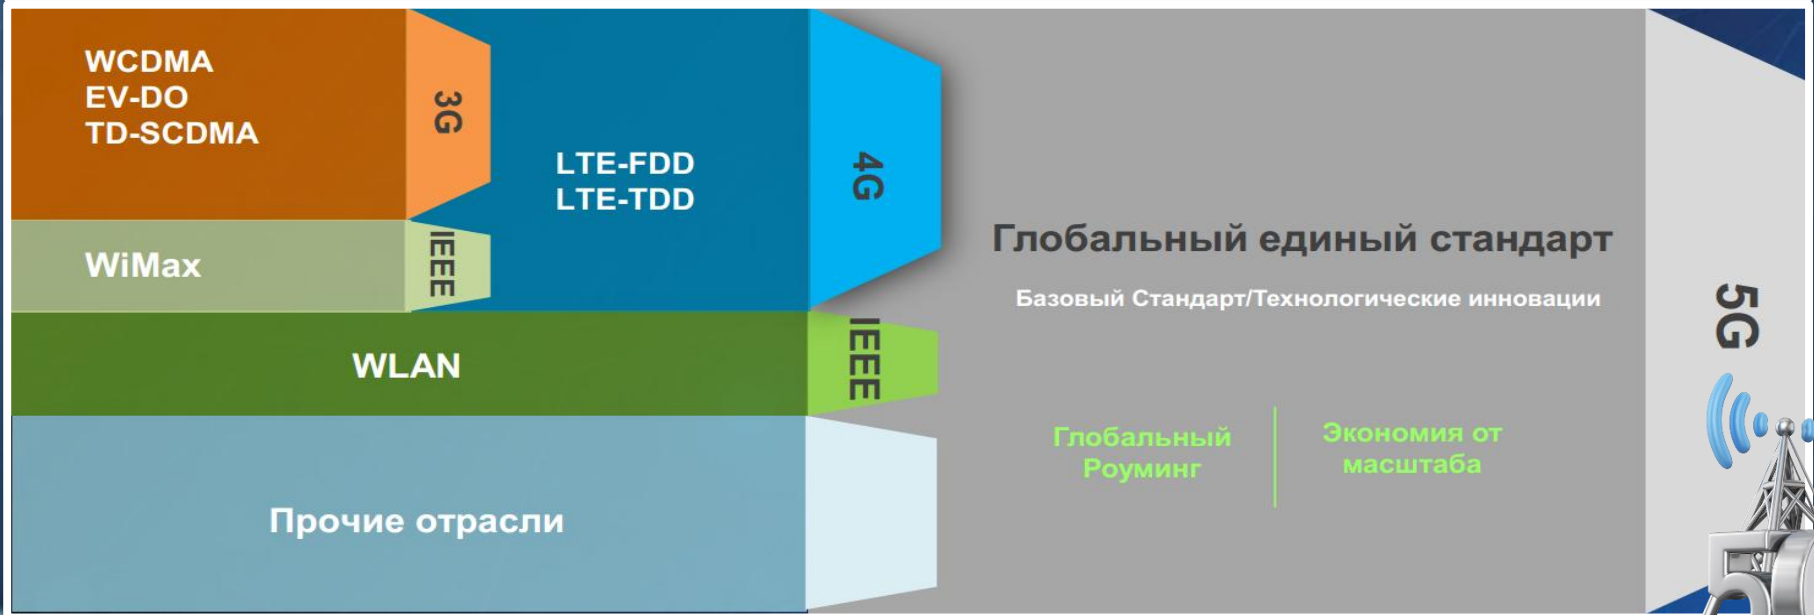 WCDMA
EV-DO
TD-SCDMA
3G
WiMax
IEEE
LTE-FDD
LTE-TDD
4G
WLAN
IEEE
Прочие отрасли
Глобальный единый стандарт
Базовый Стандарт/Технологические инновации
Глобальный
Роуминг
Экономия от
масштаба
5G